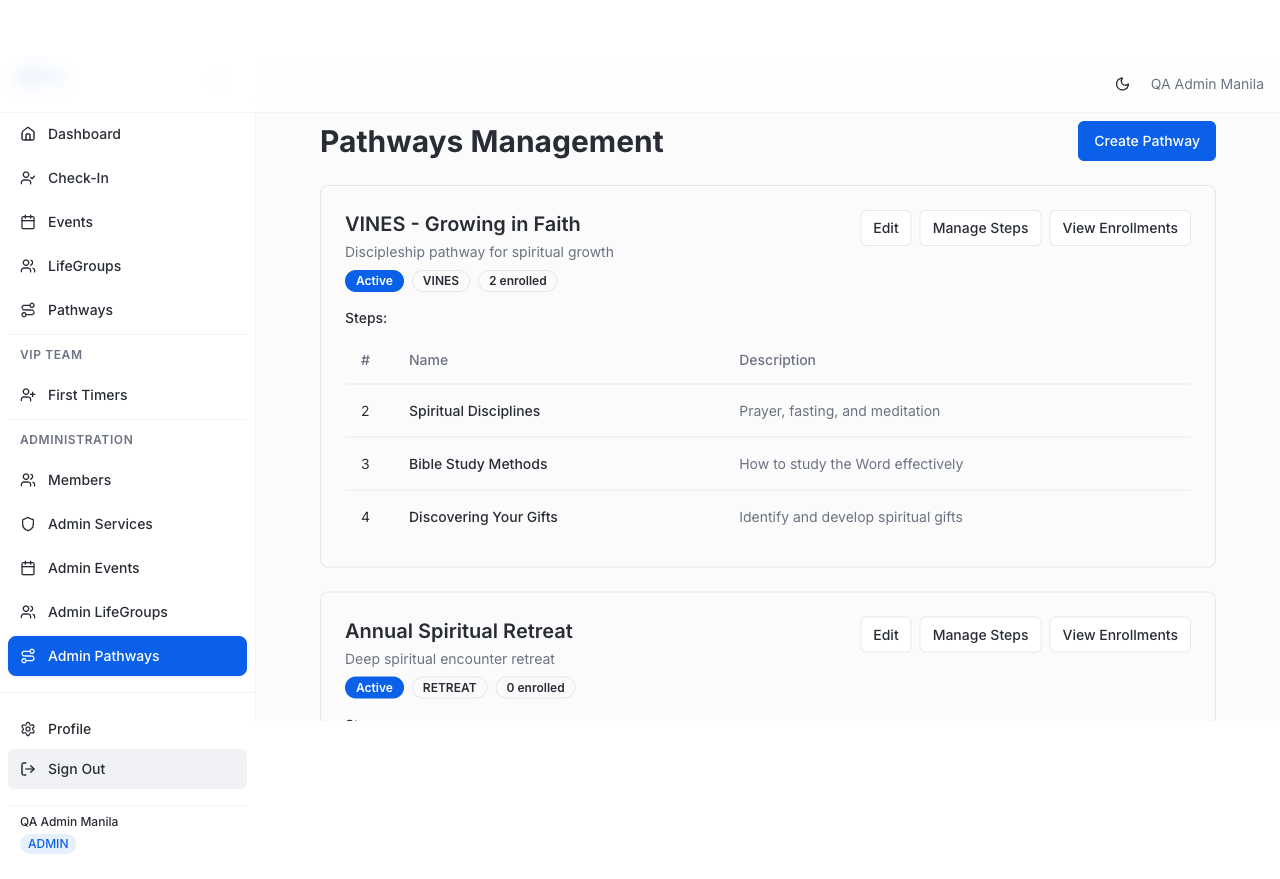 QA Admin Manila
Dashboard
Check-In
Events
LifeGroups
Pathways
VIP TEAM
First Timers
ADMINISTRATION
Members
Admin Services
Admin Events
Admin LifeGroups
Admin Pathways
Profile
Sign Out
QA Admin Manila
ADMIN
Pathways Management
Create Pathway
VINES - Growing in Faith
Edit
Manage Steps
View Enrollments
Discipleship pathway for spiritual growth
Active
VINES
2 enrolled
Steps:
# Name Description
2 Spiritual Disciplines Prayer, fasting, and meditation
3 Bible Study Methods How to study the Word effectively
4 Discovering Your Gifts Identify and develop spiritual gifts
Annual Spiritual Retreat
Edit
Manage Steps
View Enrollments
Deep spiritual encounter retreat
Active
RETREAT
0 enrolled